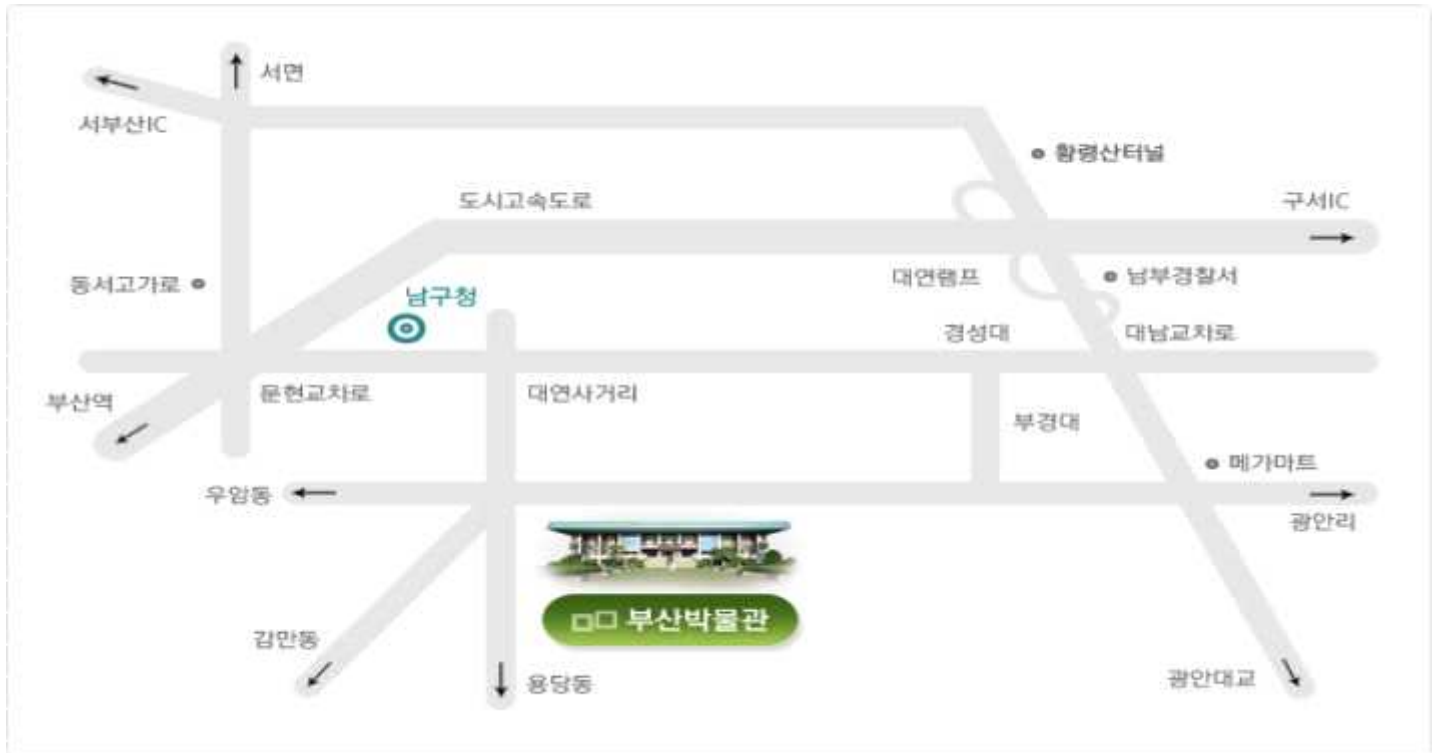 서면
서부산IC
황령산터널
도시고속도로
구서IC
동서고가로
대연램프
남부경찰서
남구청
경성대
대남교차로
부산역
문현교차로
대연사거리
부경대
메가마트
우암동
광안리
부산박물관
감만동
용당동
광안대교